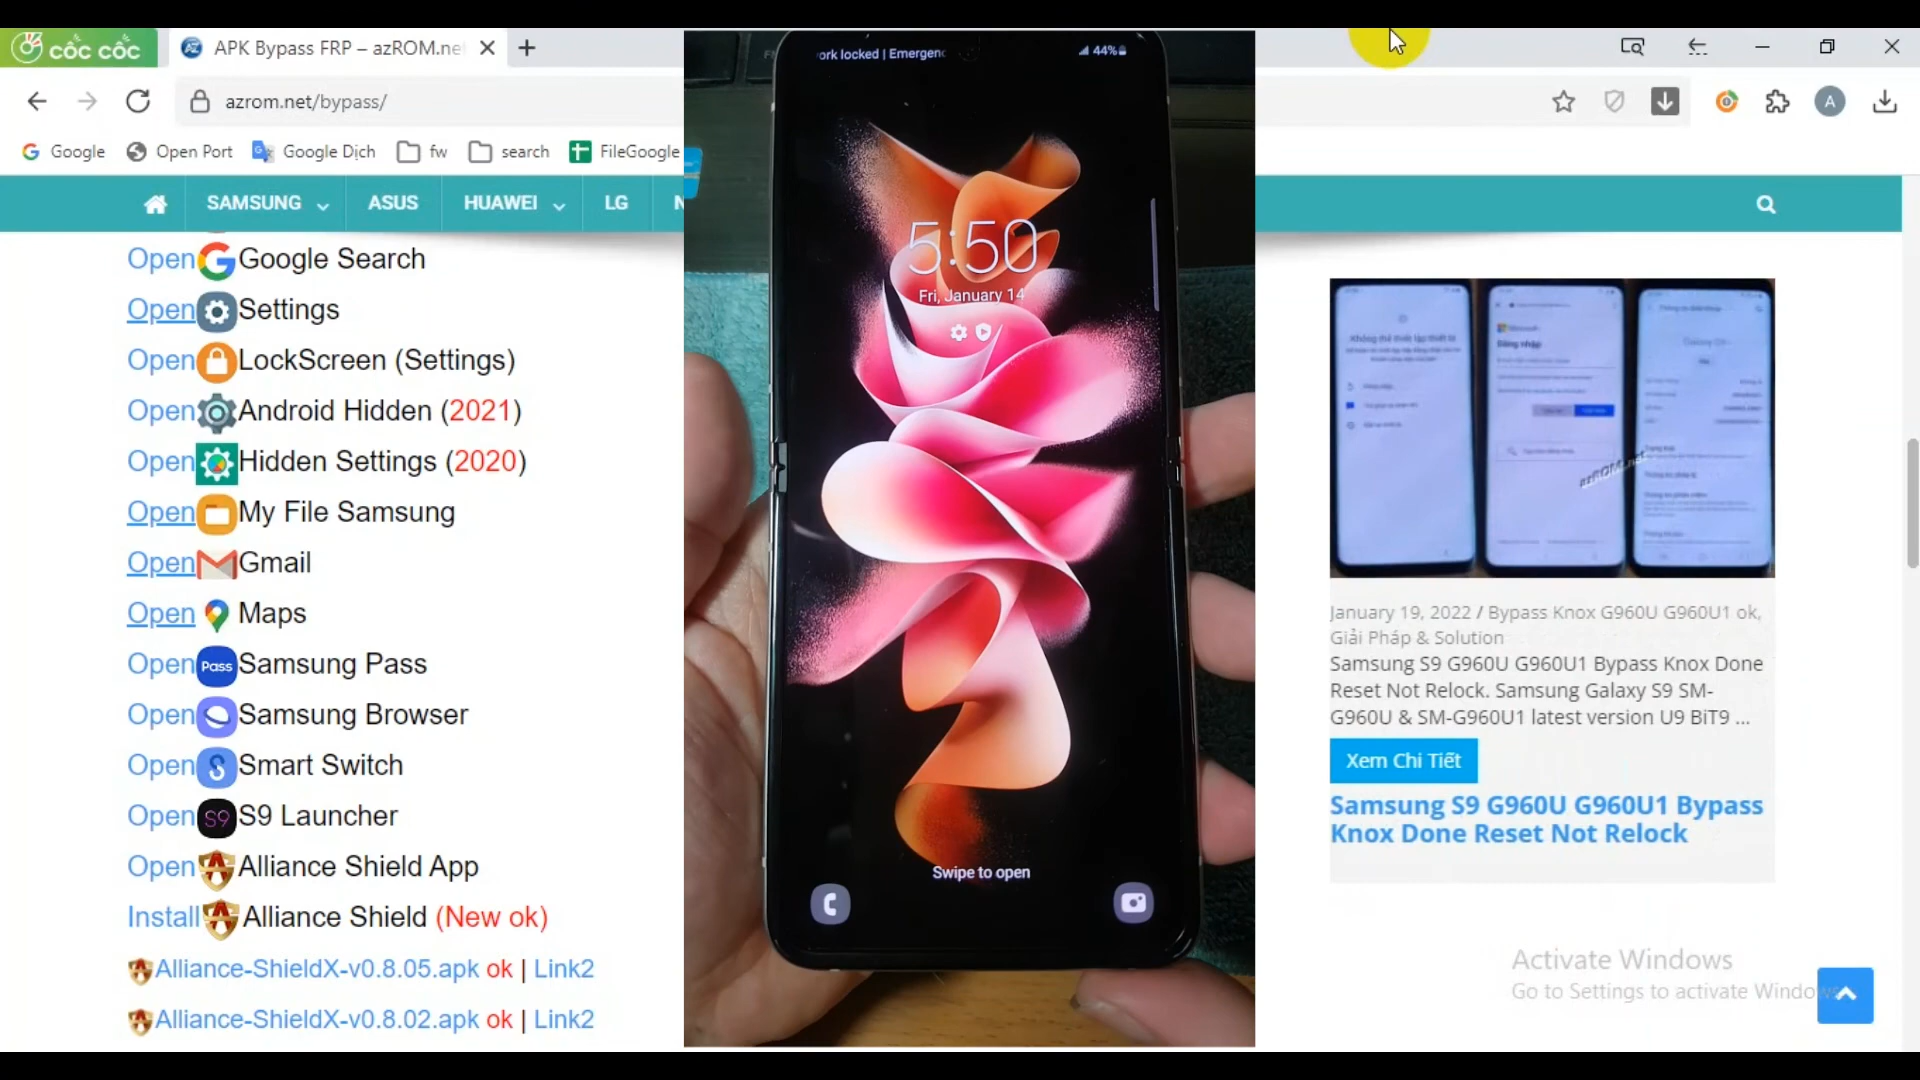 cốc cốc
APK Bypass FRP – azROM.ne
azrom.net/bypass/
A
Google
Open Port
Google Dịch
fw
search
FileGoogle
SAMSUNG
ASUS
HUAWEI
LG
Open Google Search
Open Settings
Open LockScreen (Settings)
Open Android Hidden (2021)
Open Hidden Settings (2020)
Open My File Samsung
Open Gmail
Open Maps
Open Pass Samsung Pass
Open Samsung Browser
Open Smart Switch
Open S9 S9 Launcher
Open Alliance Shield App
Install Alliance Shield (New ok)
Alliance-ShieldX-v0.8.05.apk ok | Link2
Alliance-ShieldX-v0.8.02.apk ok | Link2
ork locked | Emergenc
44%
5:50
Fri, January 14
Swipe to open
Đăng nhập
azROM.net
January 19, 2022 / Bypass Knox G960U G960U1 ok,
Giải Pháp & Solution
Samsung S9 G960U G960U1 Bypass Knox Done
Reset Not Relock. Samsung Galaxy S9 SM-
G960U & SM-G960U1 latest version U9 BiT9 ...
Xem Chi Tiết
Samsung S9 G960U G960U1 Bypass
Knox Done Reset Not Relock
Activate Windows
Go to Settings to activate Windows